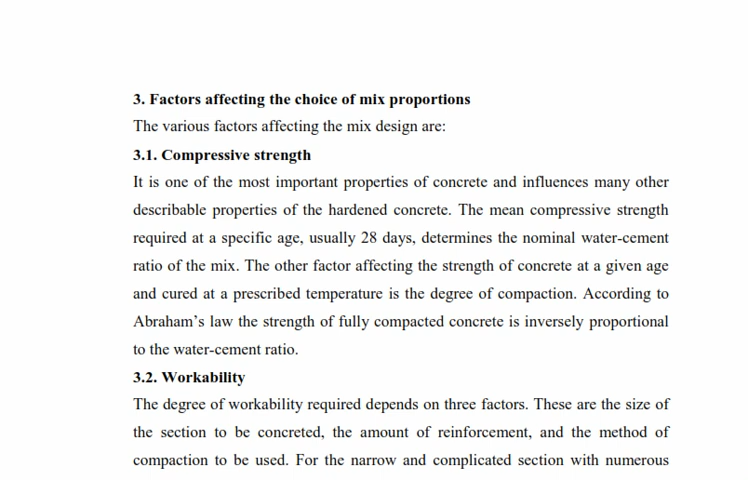 3. Factors affecting the choice of mix proportions
The various factors affecting the mix design are:
3.1. Compressive strength
It is one of the most important properties of concrete and influences many other
describable properties of the hardened concrete. The mean compressive strength
required at a specific age, usually 28 days, determines the nominal water-cement
ratio of the mix. The other factor affecting the strength of concrete at a given age
and cured at a prescribed temperature is the degree of compaction. According to
Abraham’s law the strength of fully compacted concrete is inversely proportional
to the water-cement ratio.
3.2. Workability
The degree of workability required depends on three factors. These are the size of
the section to be concreted, the amount of reinforcement, and the method of
compaction to be used. For the narrow and complicated section with numerous